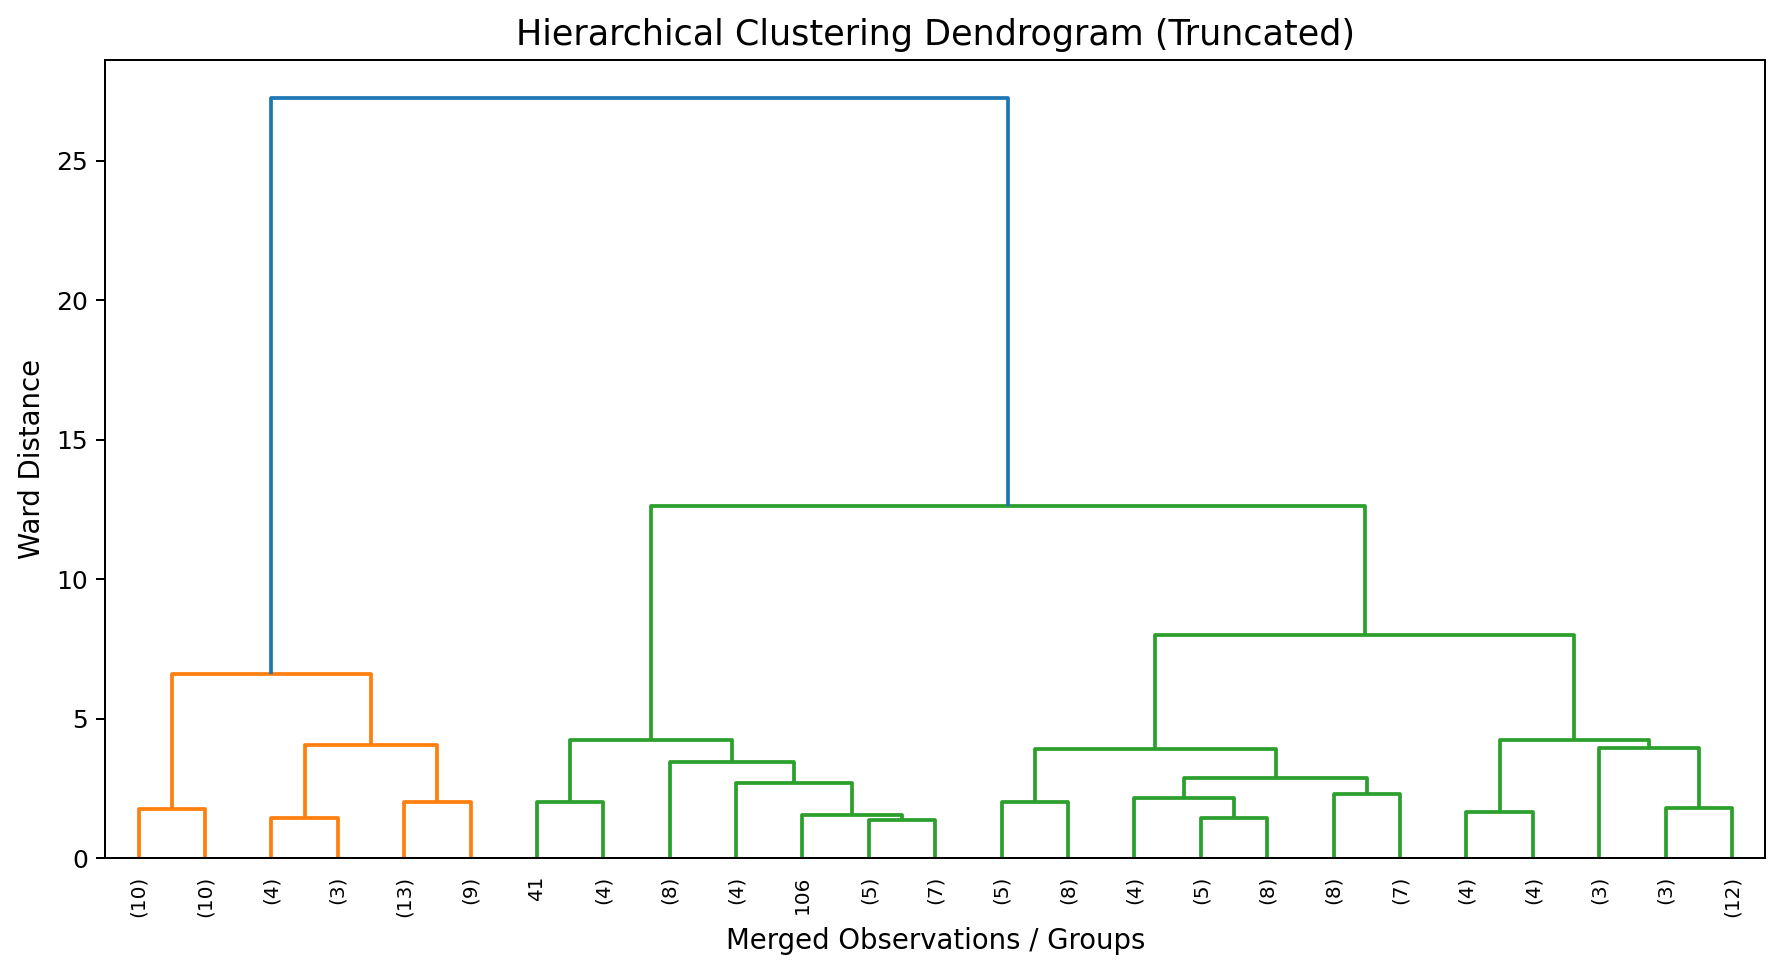 Hierarchical Clustering Dendrogram (Truncated)
Ward Distance
25
20
15
10
5
0
(10) (10) (4) (3) (13) (9) 41 (4) (8) (4) 106 (5) (7) (5) (8) (4) (5) (8) (8) (7) (4) (4) (3) (3) (12)
Merged Observations / Groups